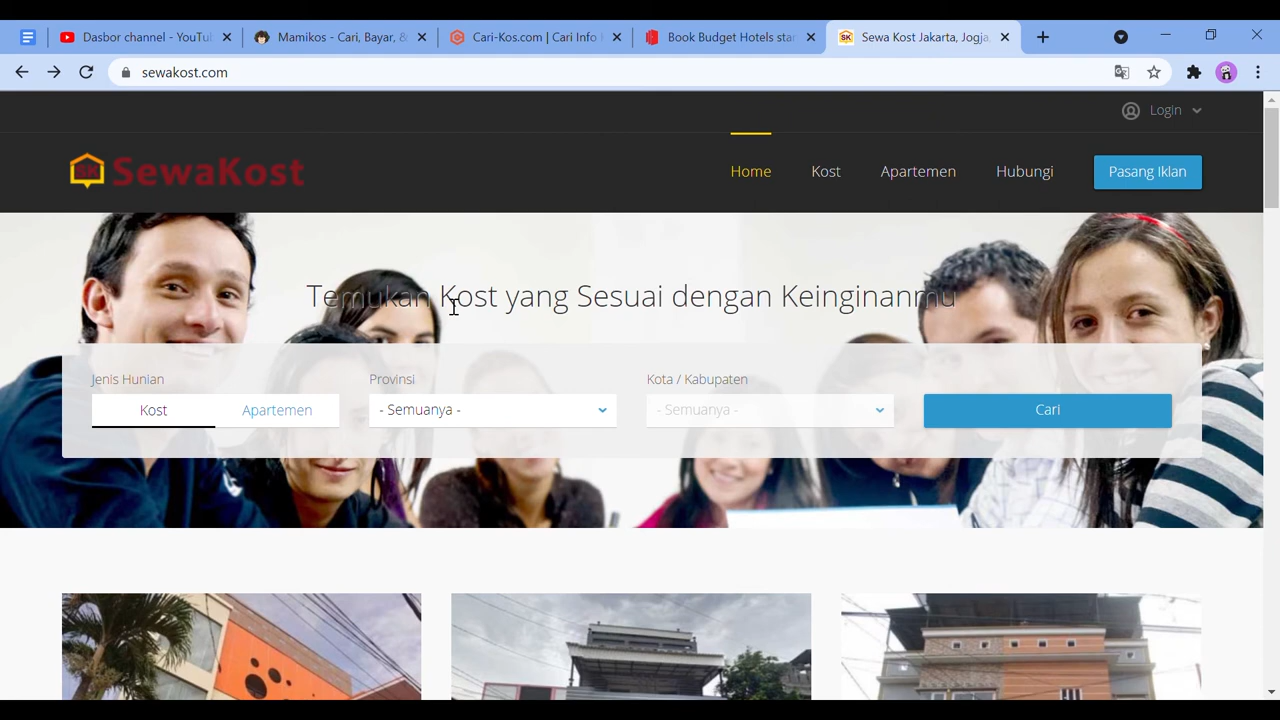 Dasbor channel - YouTu
Mamikos - Cari, Bayar, &
Cari-Kos.com | Cari Info
Book Budget Hotels star
Sewa Kost Jakarta, Jogja,
sewakost.com
Login
SK SewaKost
Home
Kost
Apartemen
Hubungi
Pasang Iklan
Temukan Kost yang Sesuai dengan Keinginanmu
Jenis Hunian
Provinsi
Kota / Kabupaten
Kost
Apartemen
- Semuanya -
- Semuanya -
Cari